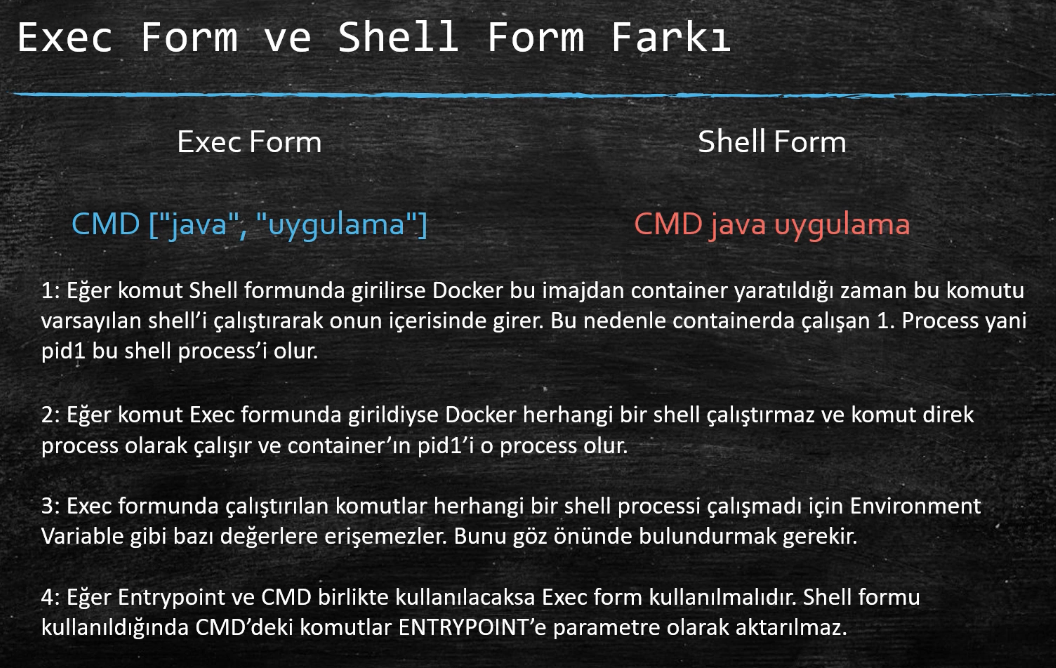 Exec Form ve Shell Form Farkı
Exec Form
Shell Form
CMD ["java", "uygulama"]
CMD java uygulama
1: Eğer komut Shell formunda girilirse Docker bu imajdan container yaratıldığı zaman bu komutu
varsayılan shell’i çalıştırarak onun içerisinde girer. Bu nedenle containerda çalışan 1. Process yani
pid1 bu shell process’i olur.
2: Eğer komut Exec formunda girildiyse Docker herhangi bir shell çalıştırmaz ve komut direk
process olarak çalışır ve container’ın pid1’i o process olur.
3: Exec formunda çalıştırılan komutlar herhangi bir shell processi çalışmadı için Environment
Variable gibi bazı değerlere erişemezler. Bunu göz önünde bulundurmak gerekir.
4: Eğer Entrypoint ve CMD birlikte kullanılacaksa Exec form kullanılmalıdır. Shell formu
kullanıldığında CMD’deki komutlar ENTRYPOINT’e parametre olarak aktarılmaz.